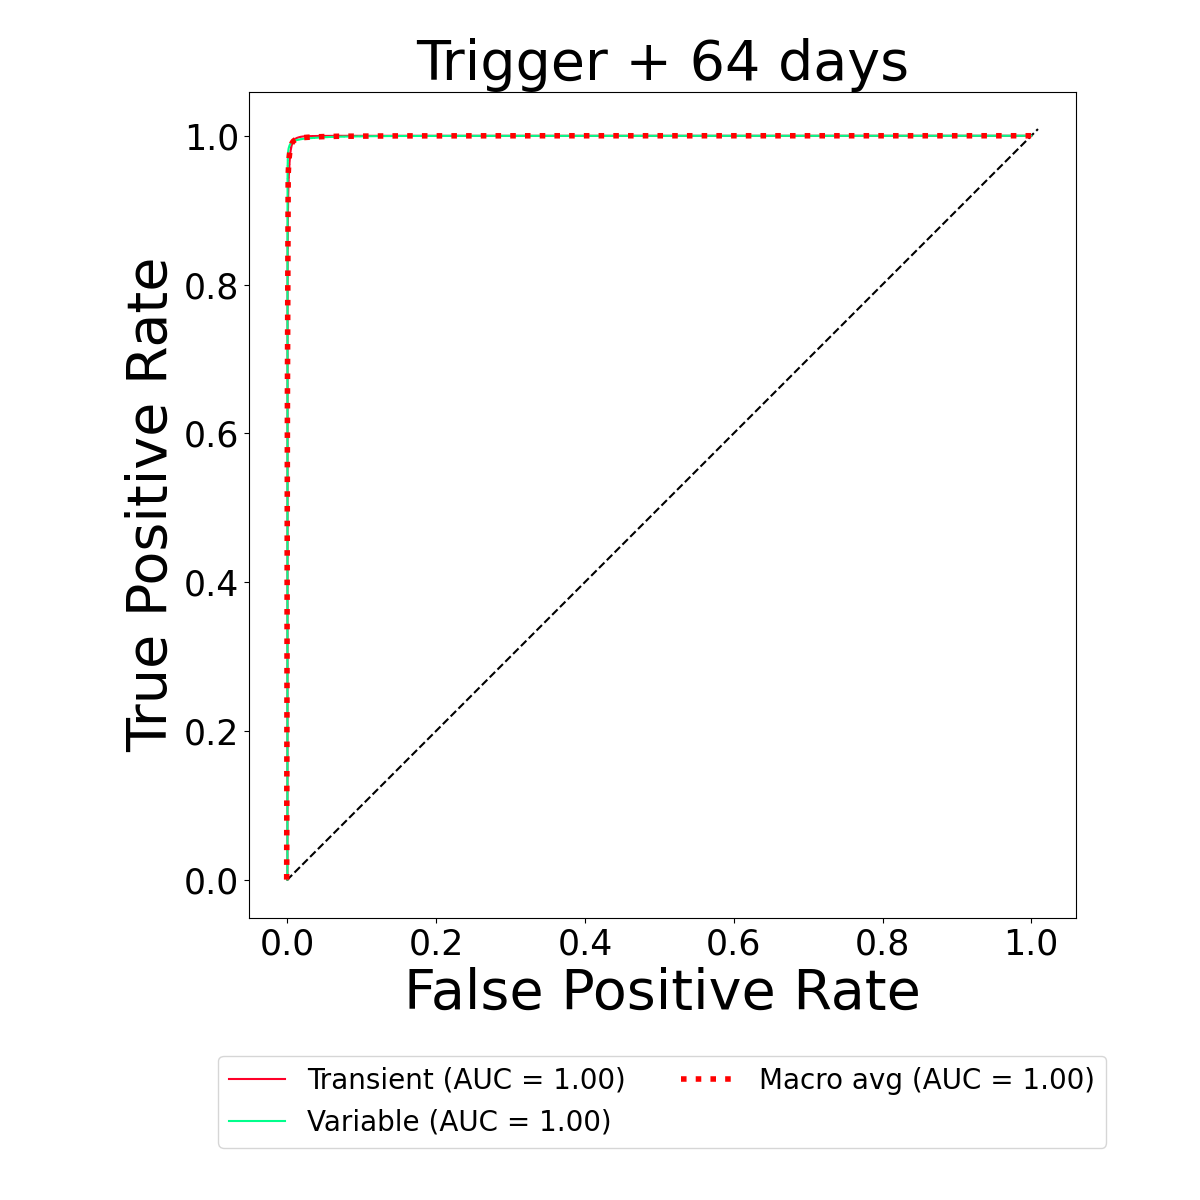 Trigger + 64 days
True Positive Rate
1.0
0.8
0.6
0.4
0.2
0.0
0.0 0.2 0.4 0.6 0.8 1.0
False Positive Rate
Transient (AUC = 1.00)
Variable (AUC = 1.00)
Macro avg (AUC = 1.00)